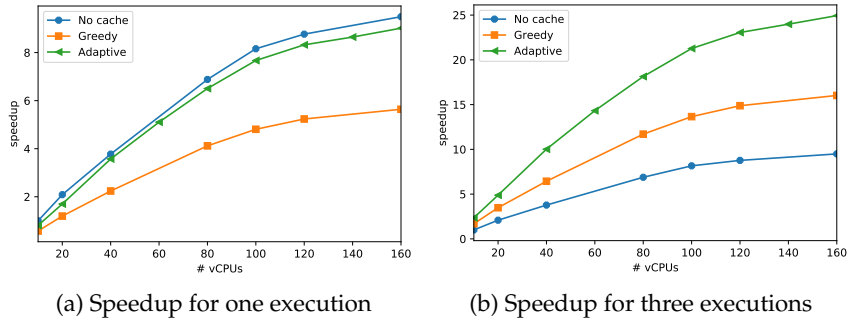 No cache
Greedy
Adaptive
speedup
8
6
4
2
20 40 60 80 100 120 140 160
# vCPUs
(a) Speedup for one execution
No cache
Greedy
Adaptive
speedup
25
20
15
10
5
0
20 40 60 80 100 120 140 160
# vCPUs
(b) Speedup for three executions